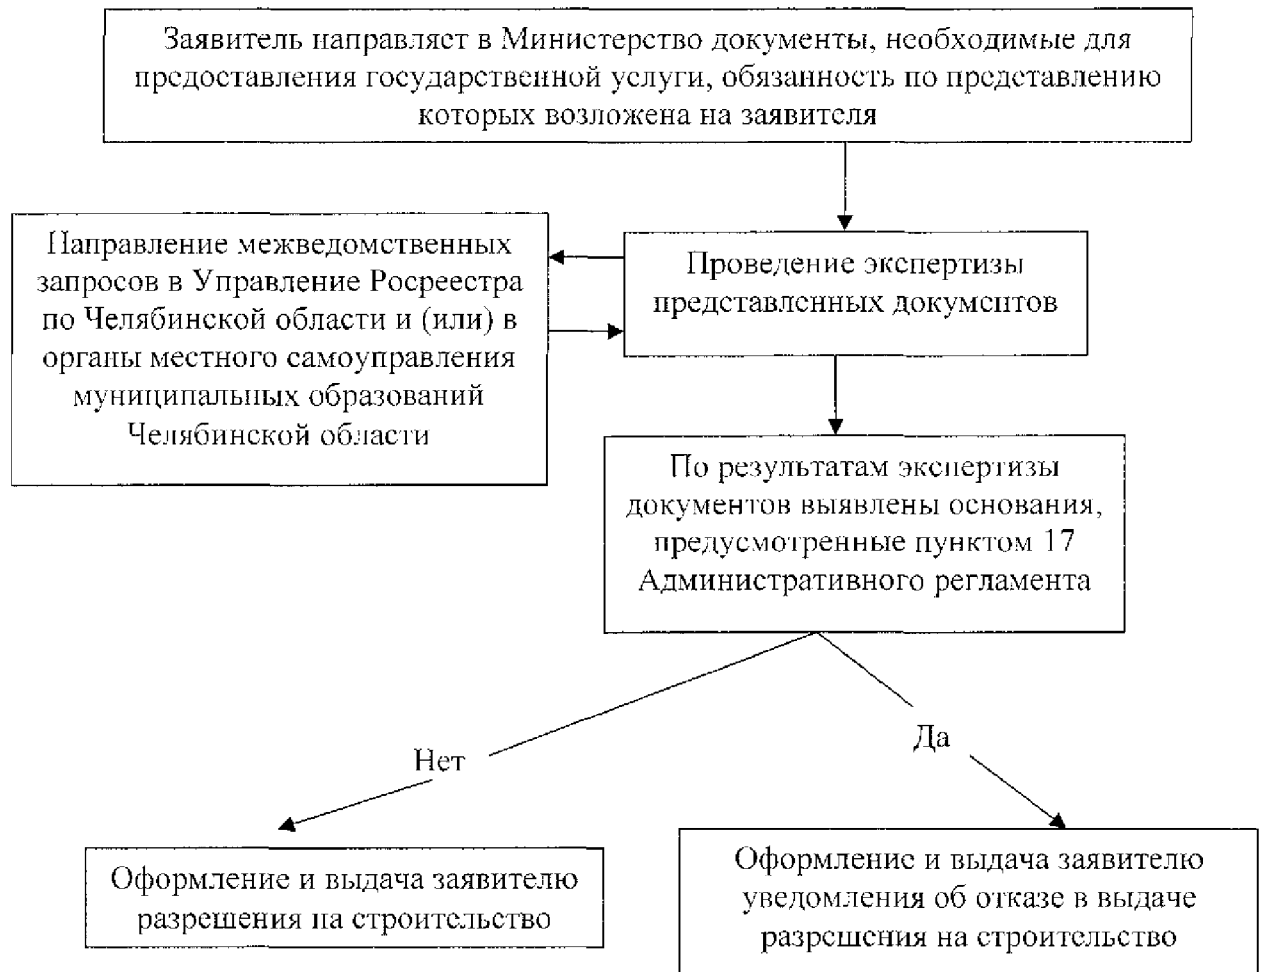 Заявитель направляет в Министерство документы, необходимые для
предоставления государственной услуги, обязанность по представлению
которых возложена на заявителя
Направление межведомственных
запросов в Управление Росреестра
по Челябинской области и (или) в
органы местного самоуправления
муниципальных образований
Челябинской области
Проведение экспертизы
представленных документов
По результатам экспертизы
документов выявлены основания,
предусмотренные пунктом 17
Административного регламента
Нет
Да
Оформление и выдача заявителю
разрешения на строительство
Оформление и выдача заявителю
уведомления об отказе в выдаче
разрешения на строительство